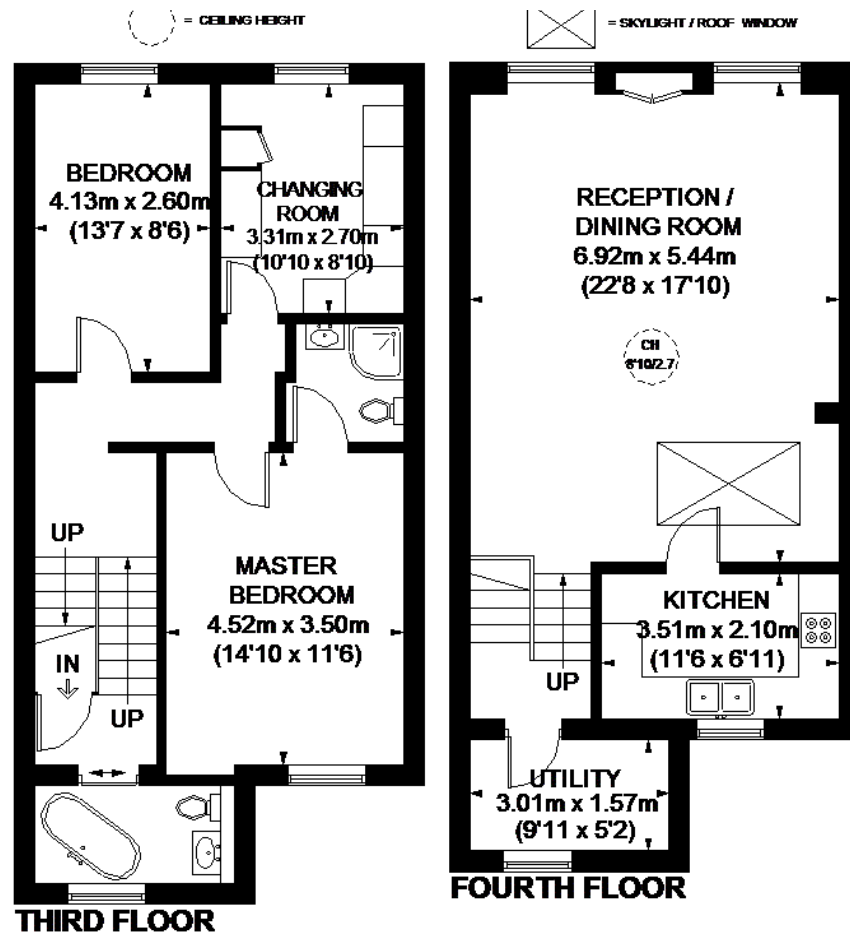 = CEILING HEIGHT
BEDROOM
4.13m x 2.60m
(13'7 x 8'6)
CHANGING
ROOM
3.31m x 2.70m
(10'10 x 8'10)
UP
IN
UP
MASTER
BEDROOM
4.52m x 3.50m
(14'10 x 11'6)
THIRD FLOOR
= SKYLIGHT / ROOF WINDOW
RECEPTION /
DINING ROOM
6.92m x 5.44m
(22'8 x 17'10)
CH
8'10/2.7
UP
KITCHEN
3.51m x 2.10m
(11'6 x 6'11)
UTILITY
3.01m x 1.57m
(9'11 x 5'2)
FOURTH FLOOR